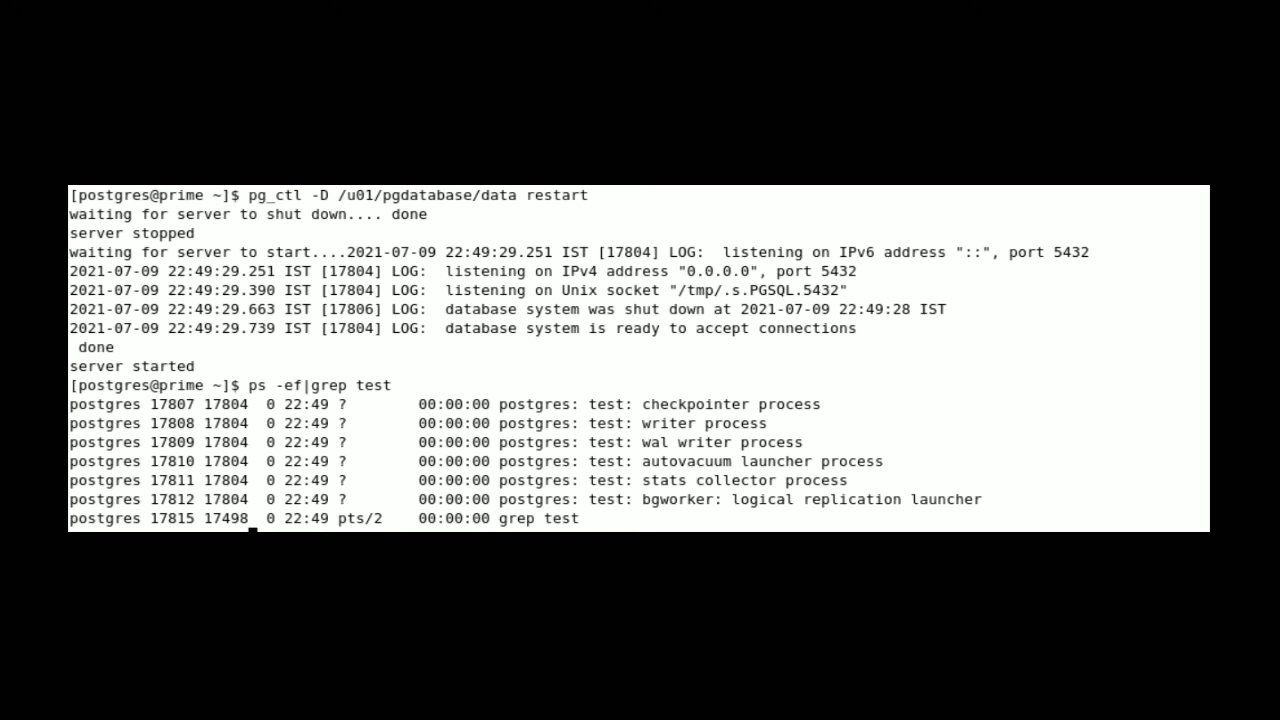 [postgres@prime ~]$ pg_ctl -D /u01/pgdatabase/data restart
waiting for server to shut down.... done
server stopped
waiting for server to start....2021-07-09 22:49:29.251 IST [17804] LOG:  listening on IPv6 address "::", port 5432
2021-07-09 22:49:29.251 IST [17804] LOG:  listening on IPv4 address "0.0.0.0", port 5432
2021-07-09 22:49:29.390 IST [17804] LOG:  listening on Unix socket "/tmp/.s.PGSQL.5432"
2021-07-09 22:49:29.663 IST [17806] LOG:  database system was shut down at 2021-07-09 22:49:28 IST
2021-07-09 22:49:29.739 IST [17804] LOG:  database system is ready to accept connections
 done
server started
[postgres@prime ~]$ ps -ef|grep test
postgres 17807 17804  0 22:49 ?        00:00:00 postgres: test: checkpointer process
postgres 17808 17804  0 22:49 ?        00:00:00 postgres: test: writer process
postgres 17809 17804  0 22:49 ?        00:00:00 postgres: test: wal writer process
postgres 17810 17804  0 22:49 ?        00:00:00 postgres: test: autovacuum launcher process
postgres 17811 17804  0 22:49 ?        00:00:00 postgres: test: stats collector process
postgres 17812 17804  0 22:49 ?        00:00:00 postgres: test: bgworker: logical replication launcher
postgres 17815 17498  0 22:49 pts/2    00:00:00 grep test